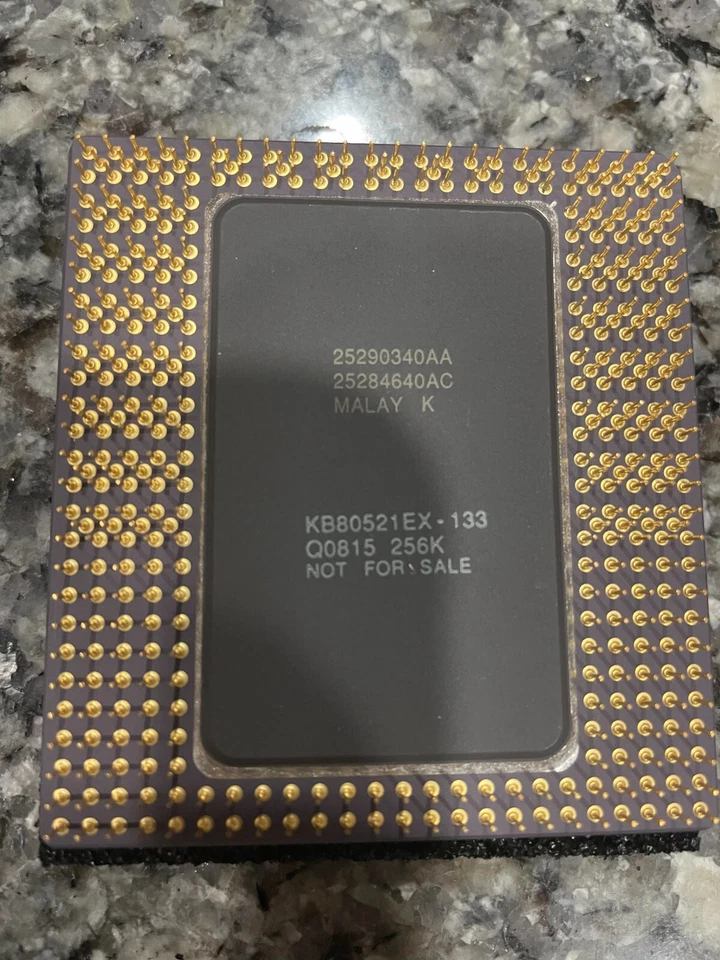 25290340AA
25284640AC
MALAY K
KB80521EX-133
Q0815 256K
NOT FOR SALE